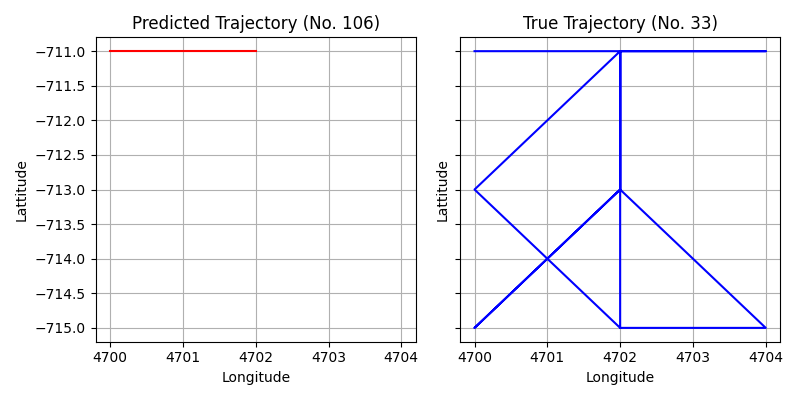 Predicted Trajectory (No. 106)
True Trajectory (No. 33)
−711.0
−711.5
−712.0
−712.5
−713.0
−713.5
−714.0
−714.5
−715.0
Lattitude
Lattitude
4700 4701 4702 4703 4704
4700 4701 4702 4703 4704
Longitude
Longitude